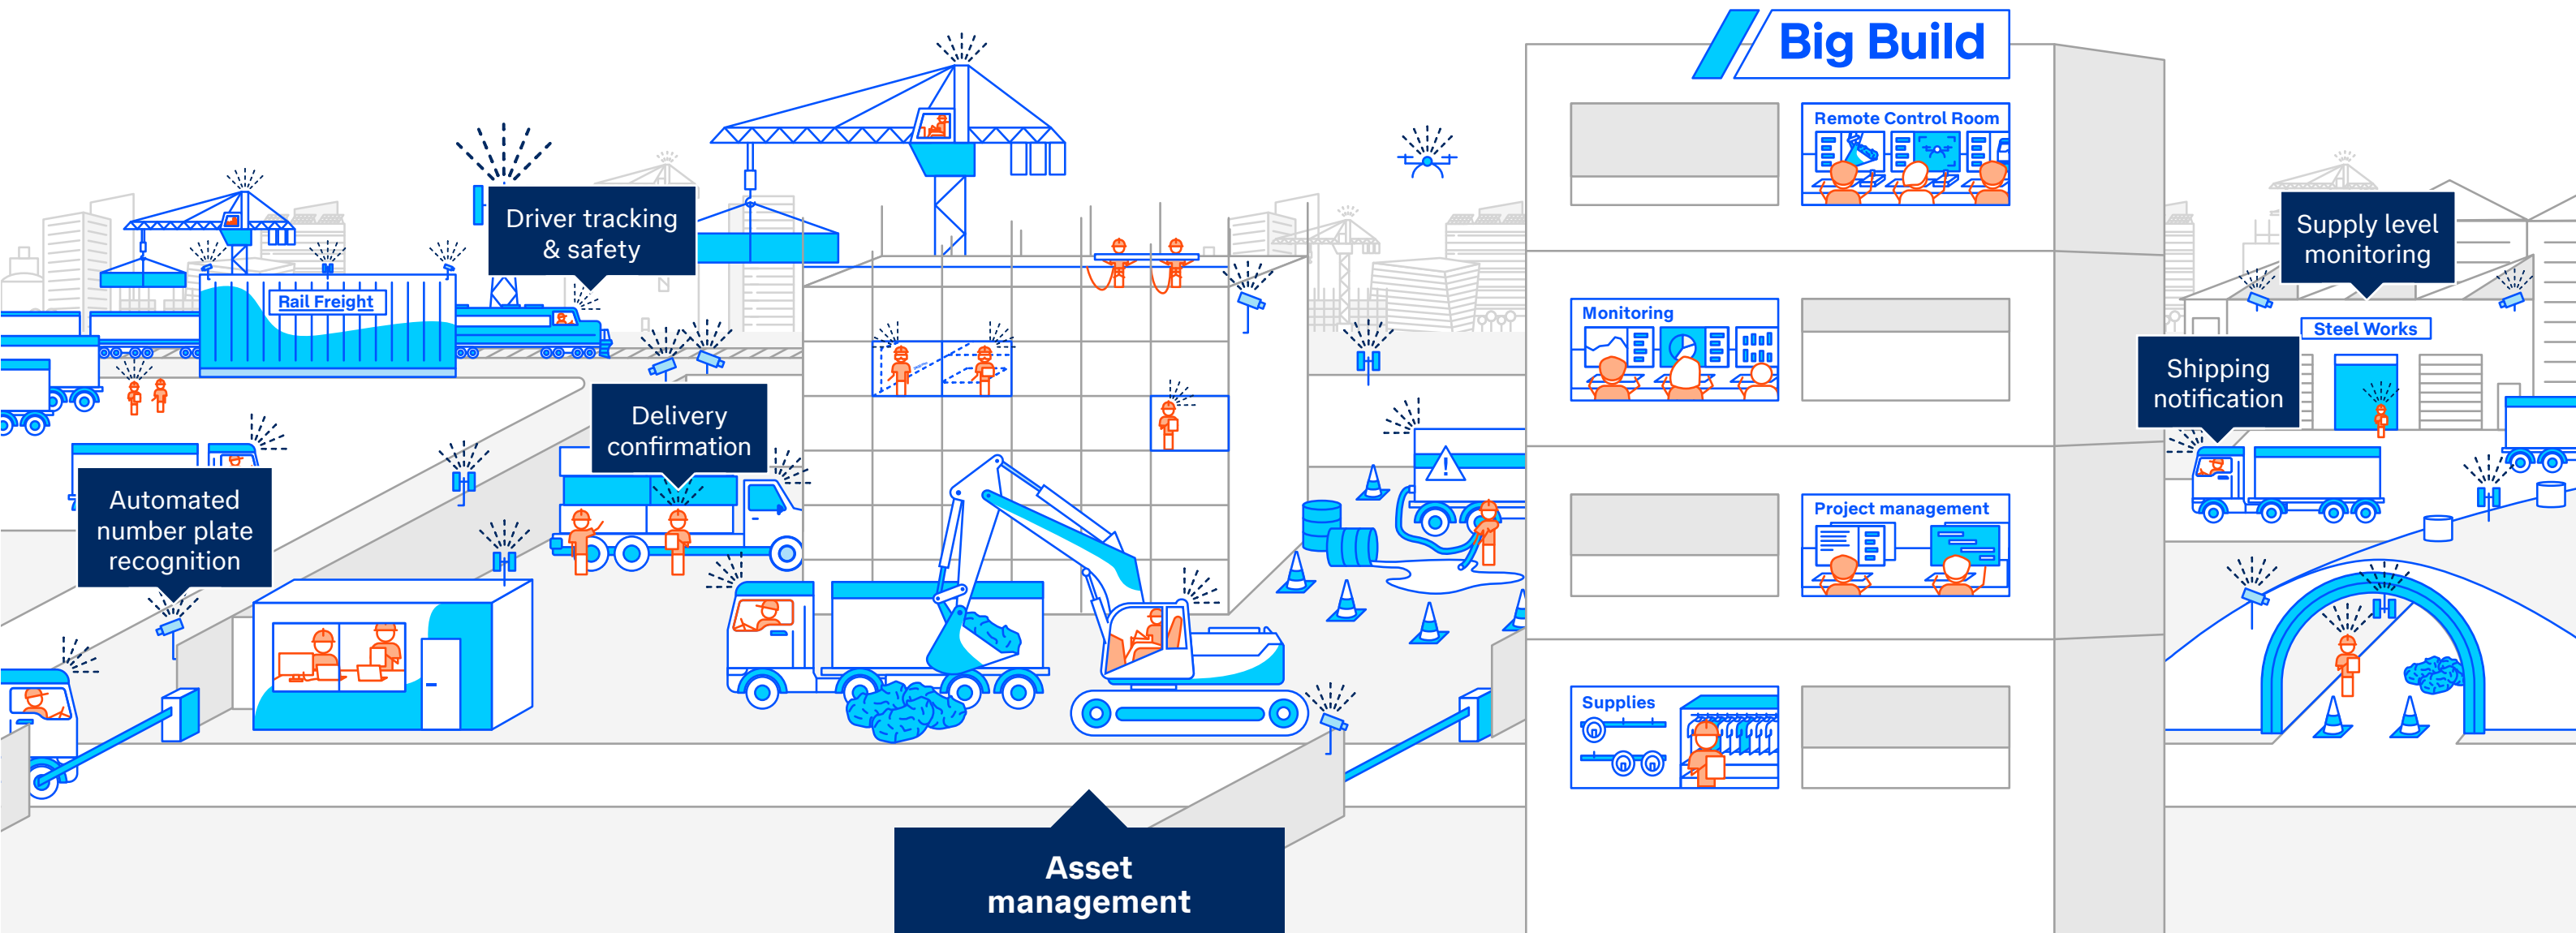 Big Build
Remote Control Room
Driver tracking
& safety
Supply level
monitoring
Rail Freight
Monitoring
Steel Works
Shipping
notification
Delivery
confirmation
Automated
number plate
recognition
!
Project management
Supplies
Asset
management